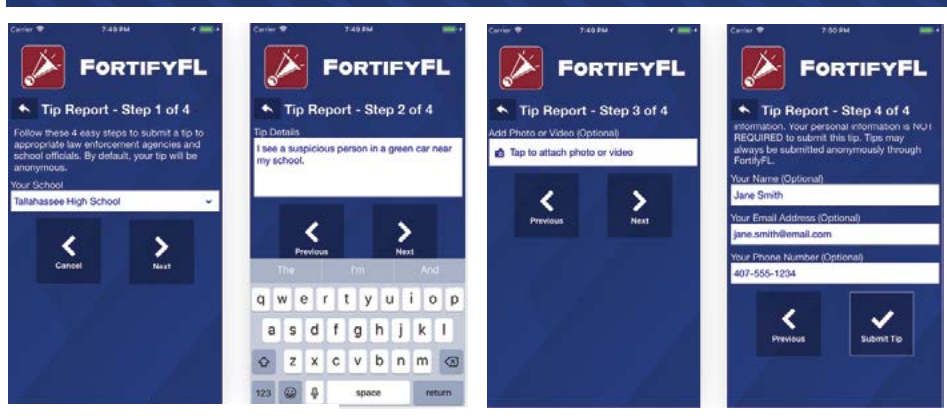 Carrier 7:49 PM
FORTIFYFL
Tip Report - Step 1 of 4
Follow these 4 easy steps to submit a tip to
appropriate law enforcement agencies and
school officials. By default, your tip will be
anonymous.
Your School
Tallahassee High School
Cancel Next
Carrier 7:49 PM
FORTIFYFL
Tip Report - Step 2 of 4
Tip Details
I see a suspicious person in a green car near
my school.
Previous Next
The I'm And
q w e r t y u i o p
a s d f g h j k l
z x c v b n m
123 space return
Carrier 7:49 PM
FORTIFYFL
Tip Report - Step 3 of 4
Add Photo or Video (Optional)
Tap to attach photo or video
Previous Next
Carrier 7:50 PM
FORTIFYFL
Tip Report - Step 4 of 4
information. Your personal information is NOT
REQUIRED to submit this tip. Tips may
always be submitted anonymously through
FortifyFL.
Your Name (Optional)
Jane Smith
Your Email Address (Optional)
jane.smith@email.com
Your Phone Number (Optional)
407-555-1234
Previous Submit Tip